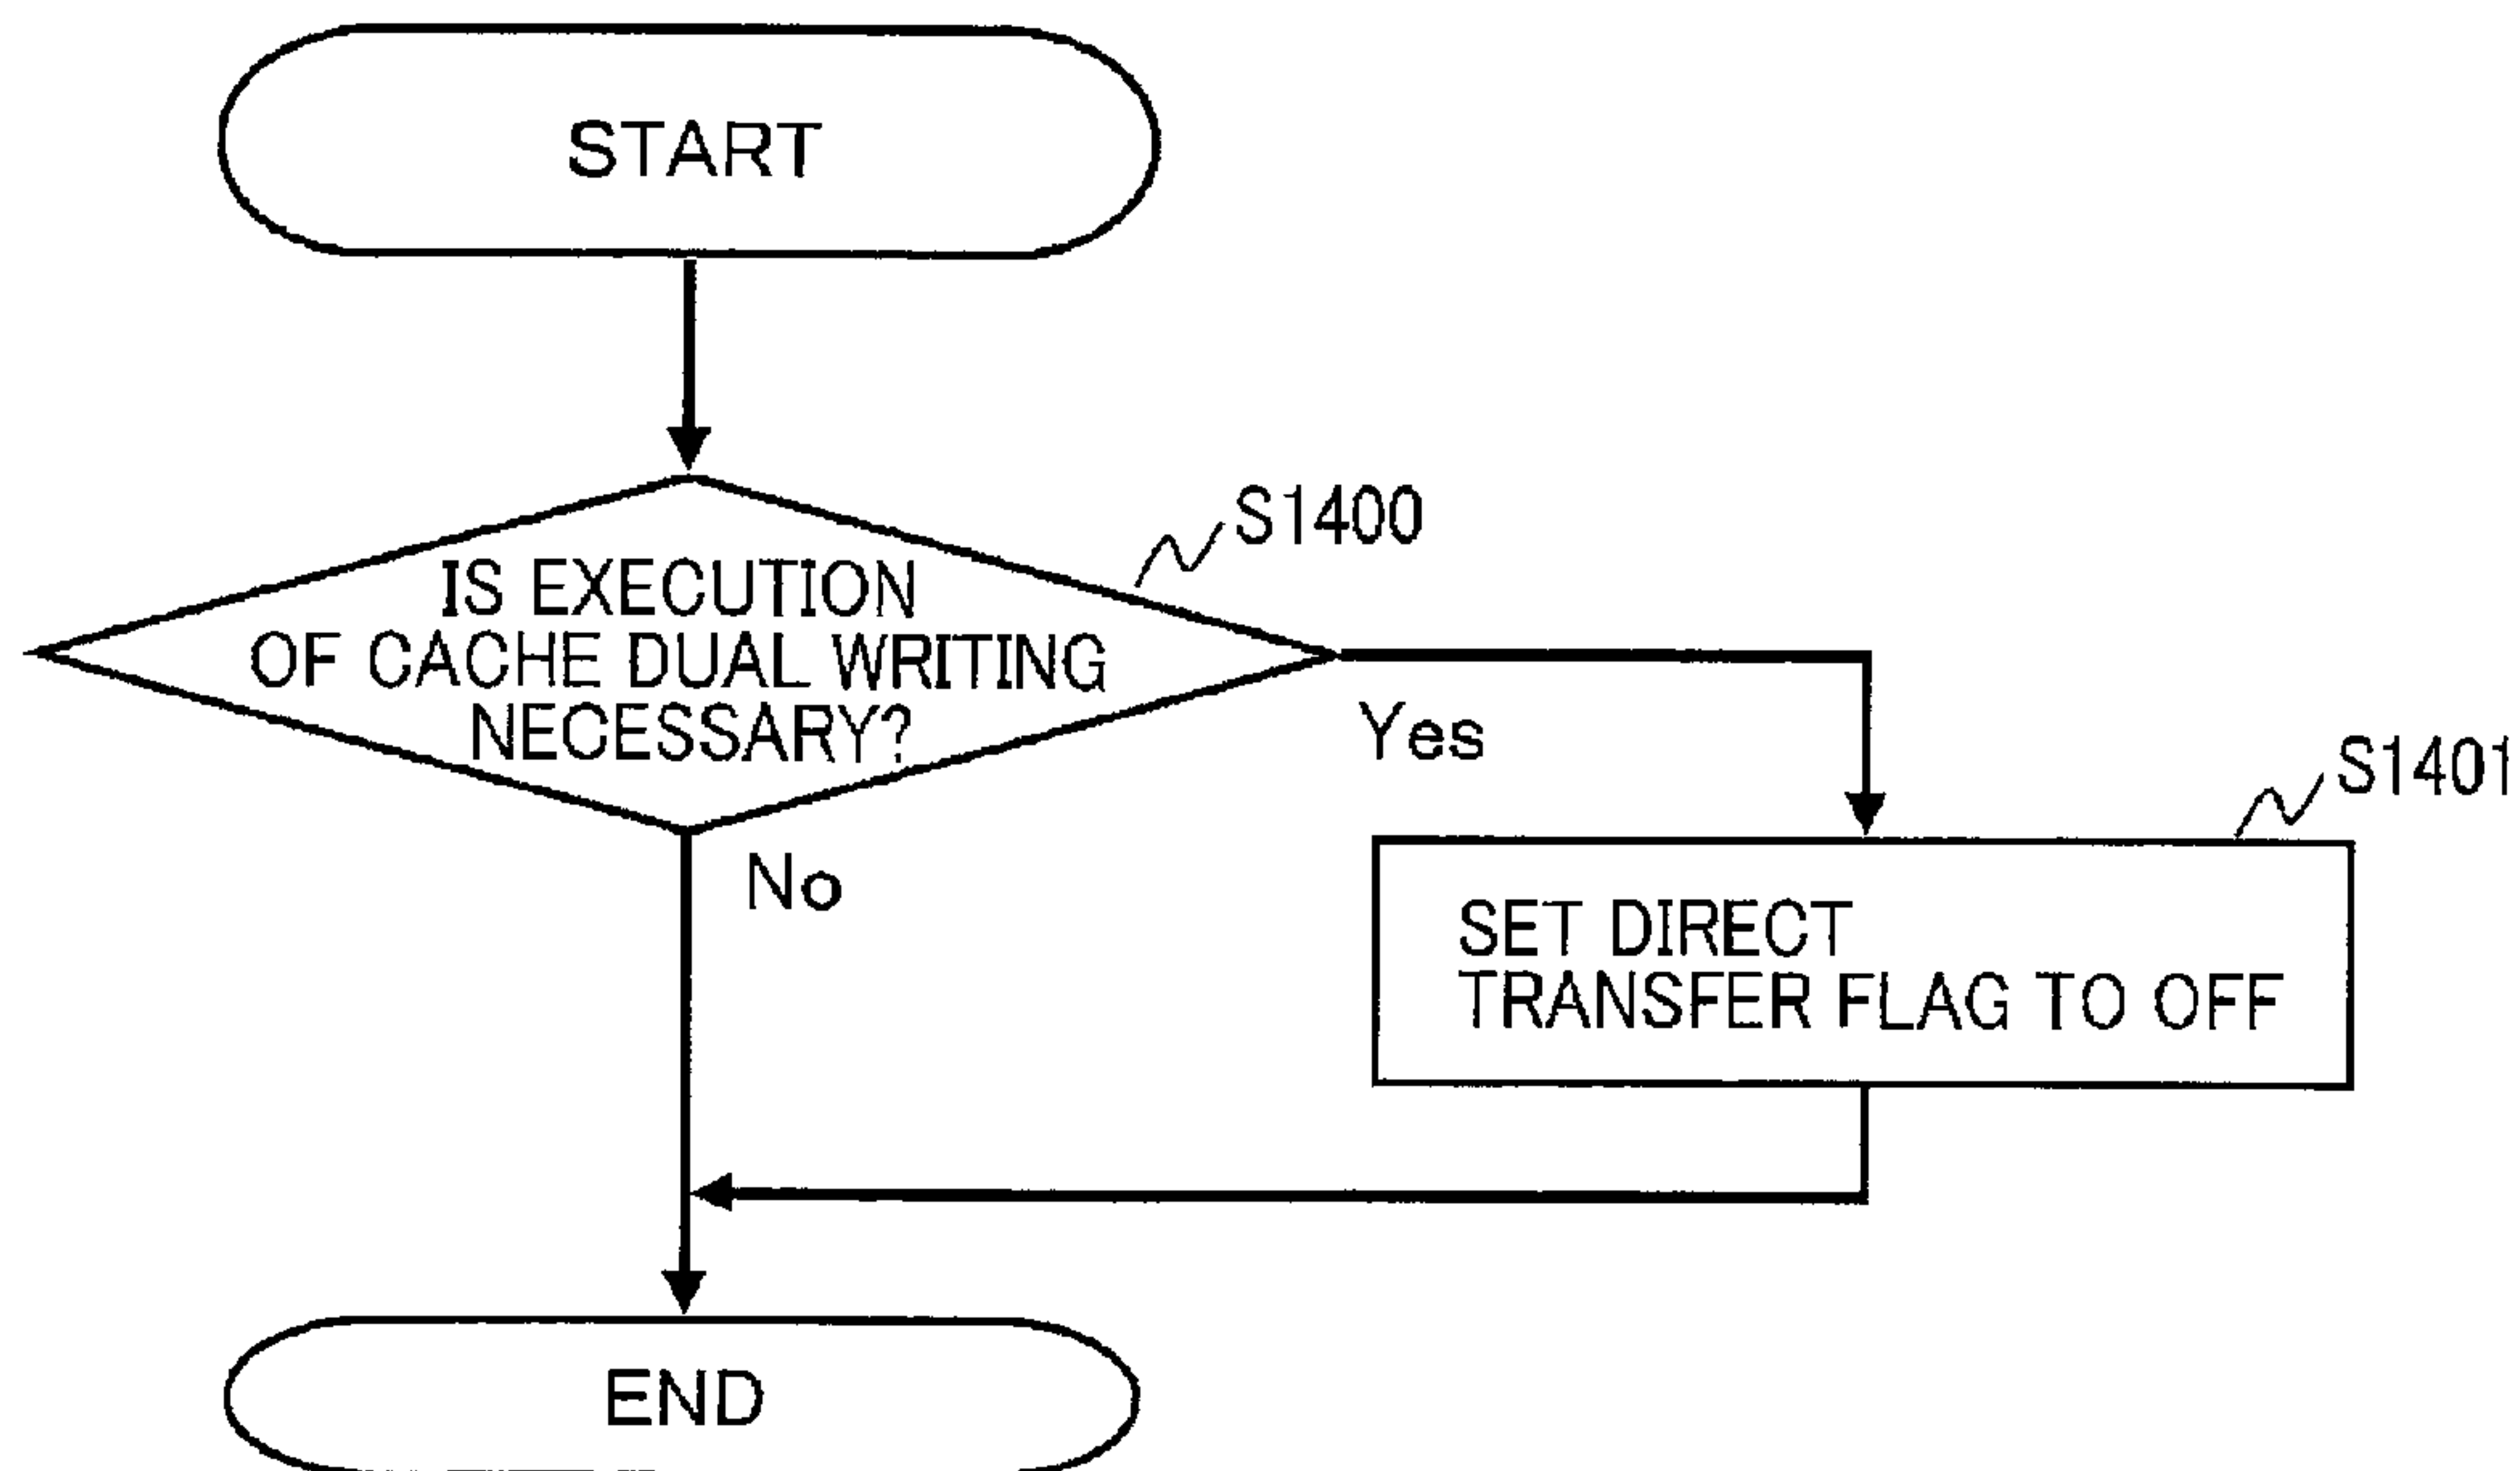 START
S1400
IS EXECUTION
OF CACHE DUAL WRITING
NECESSARY?
Yes
S1401
No
SET DIRECT
TRANSFER FLAG TO OFF
END